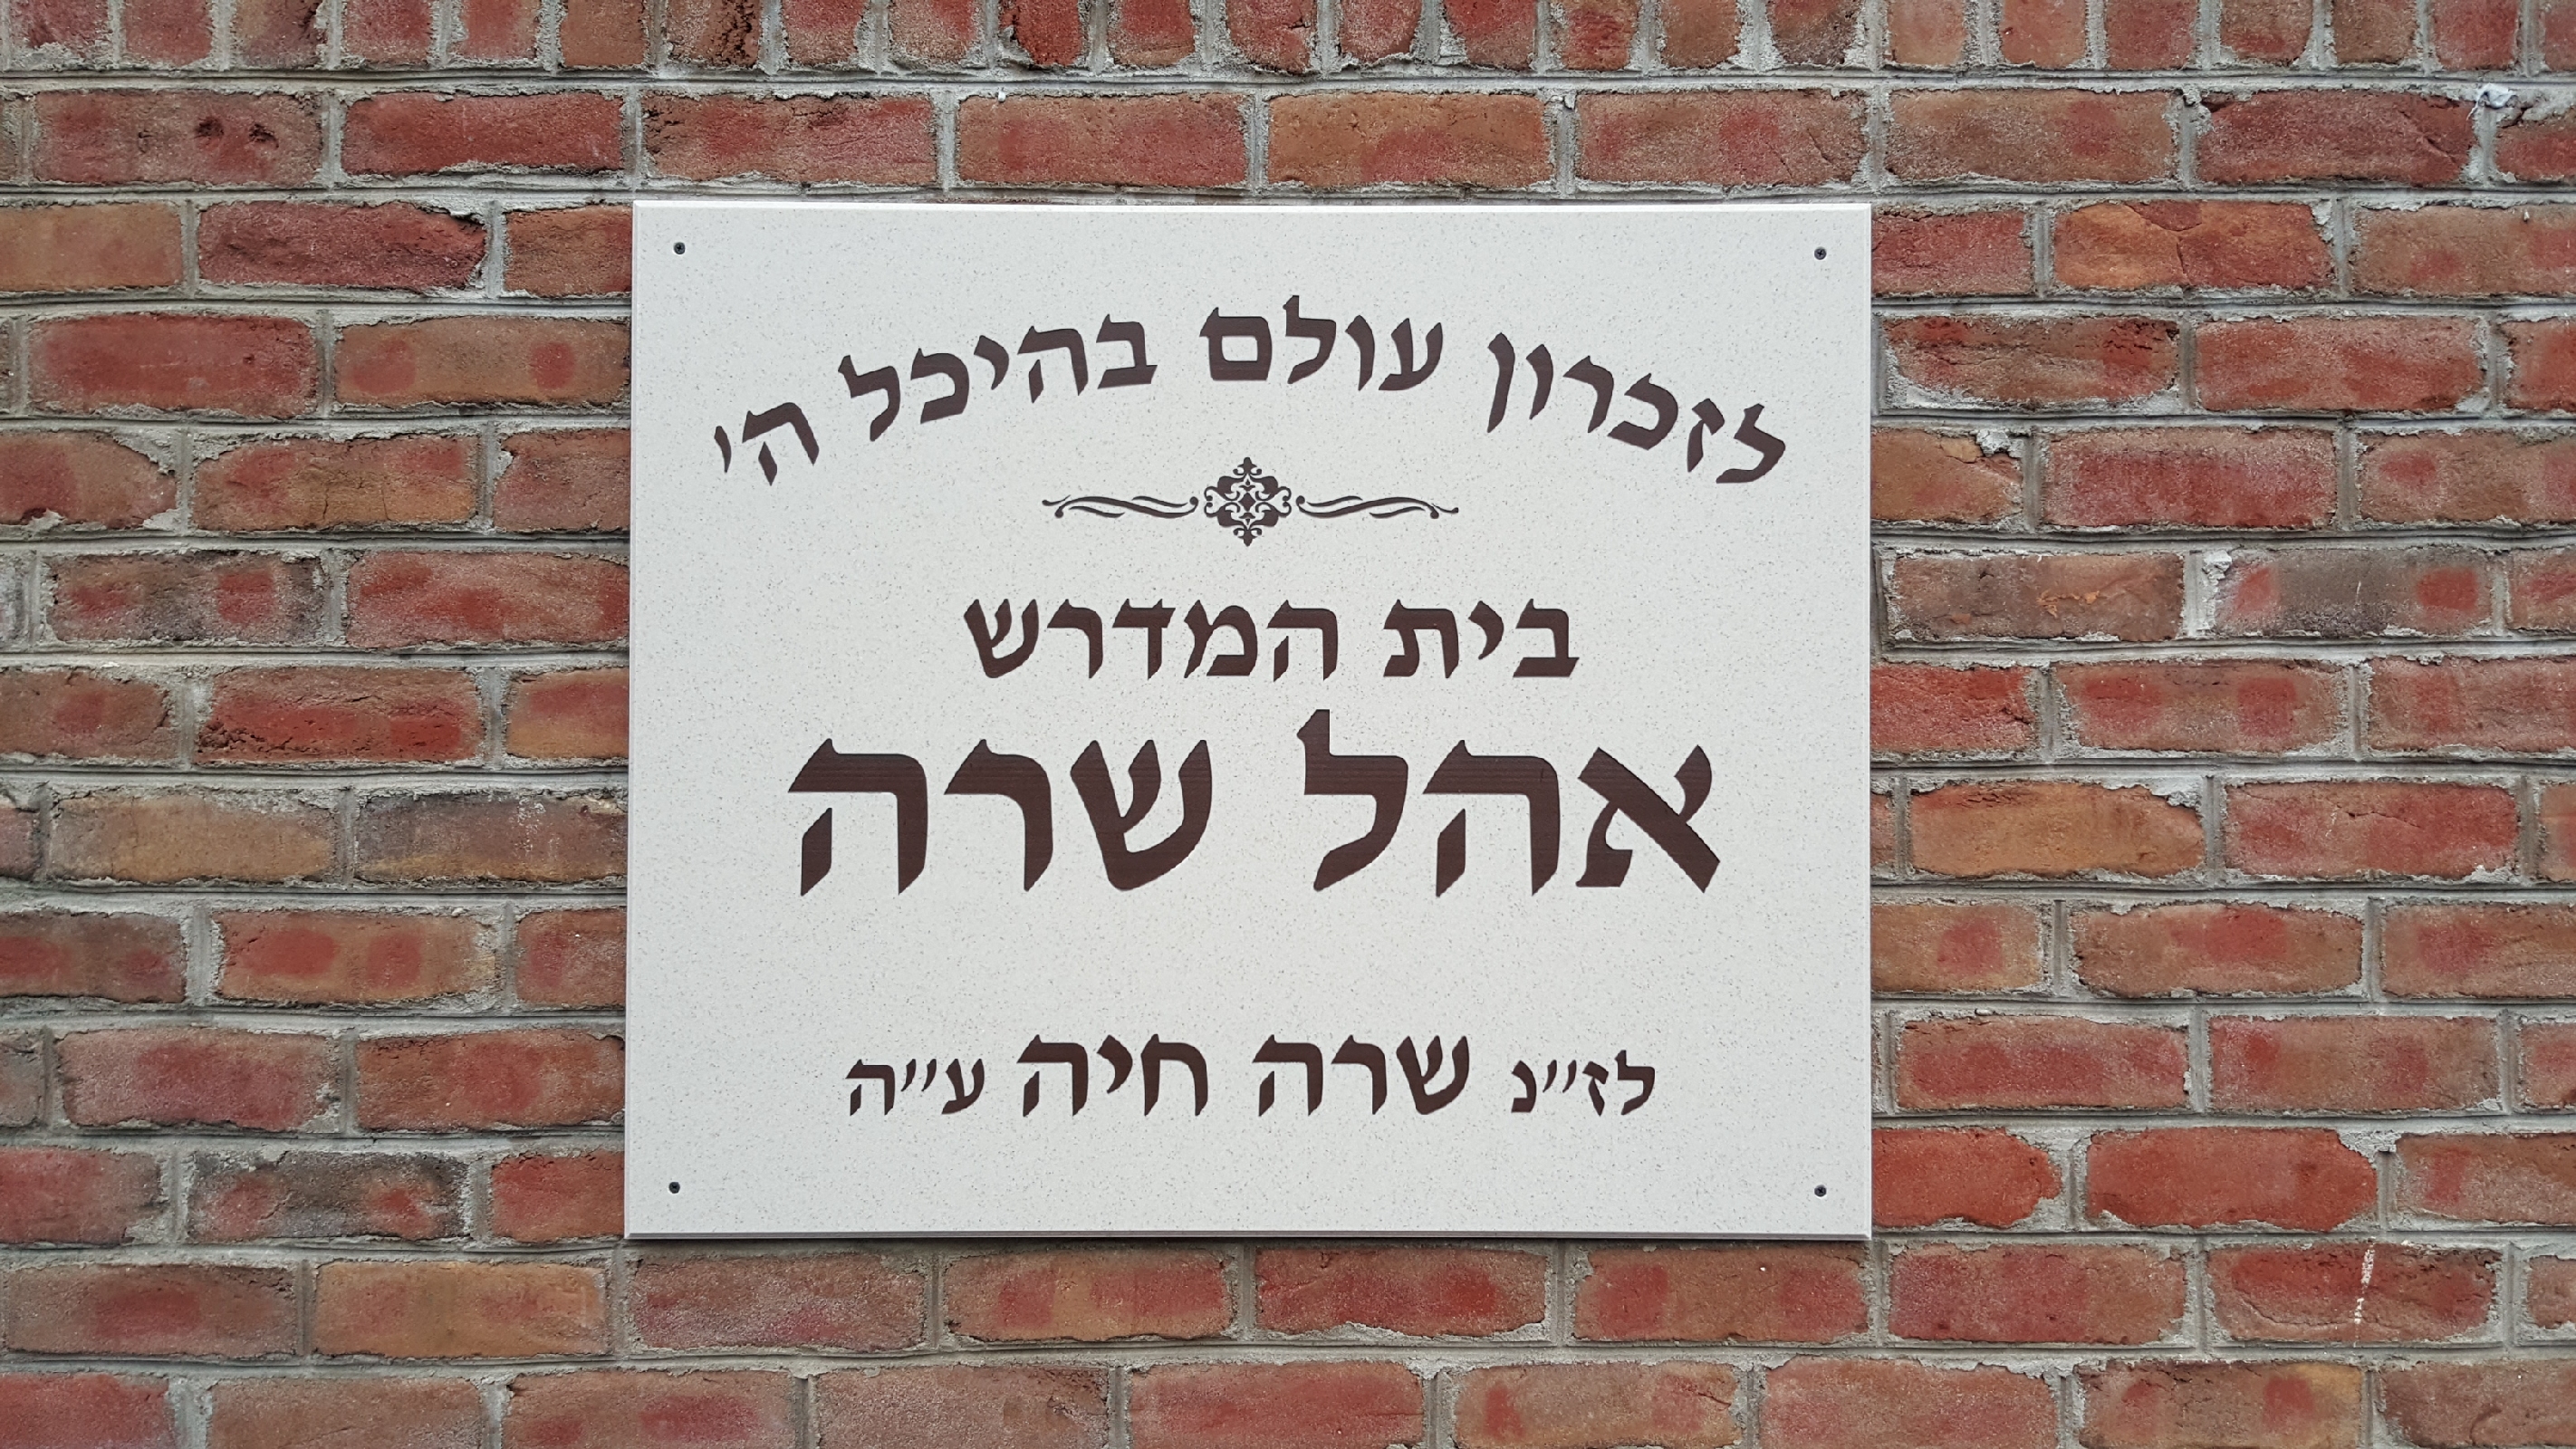 לזכרון עולם בהיכל ה'
בית המדרש
אהל שרה
לז"נ שרה חיה ע"ה